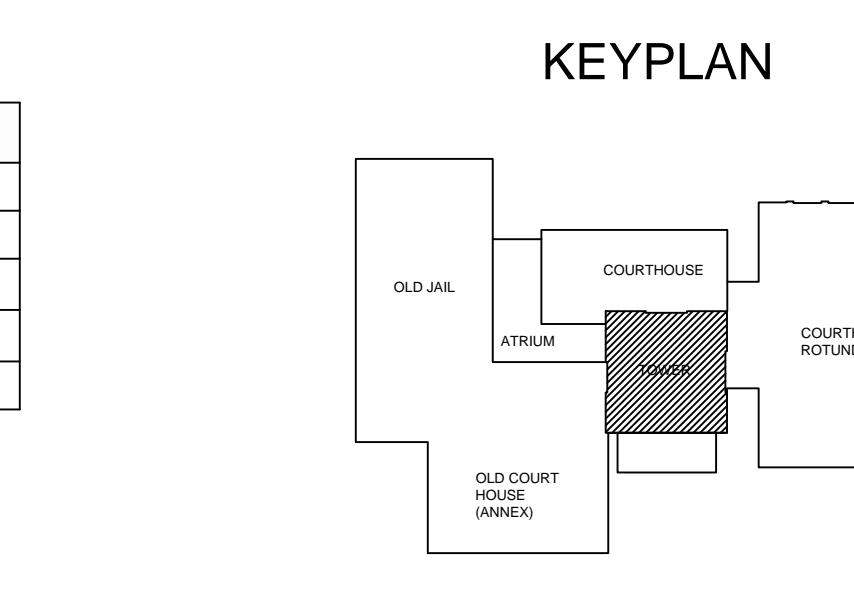 KEYPLAN
COURTHOUSE
OLD JAIL
ATRIUM
TOWER
OLD COURT
HOUSE
(ANNEX)